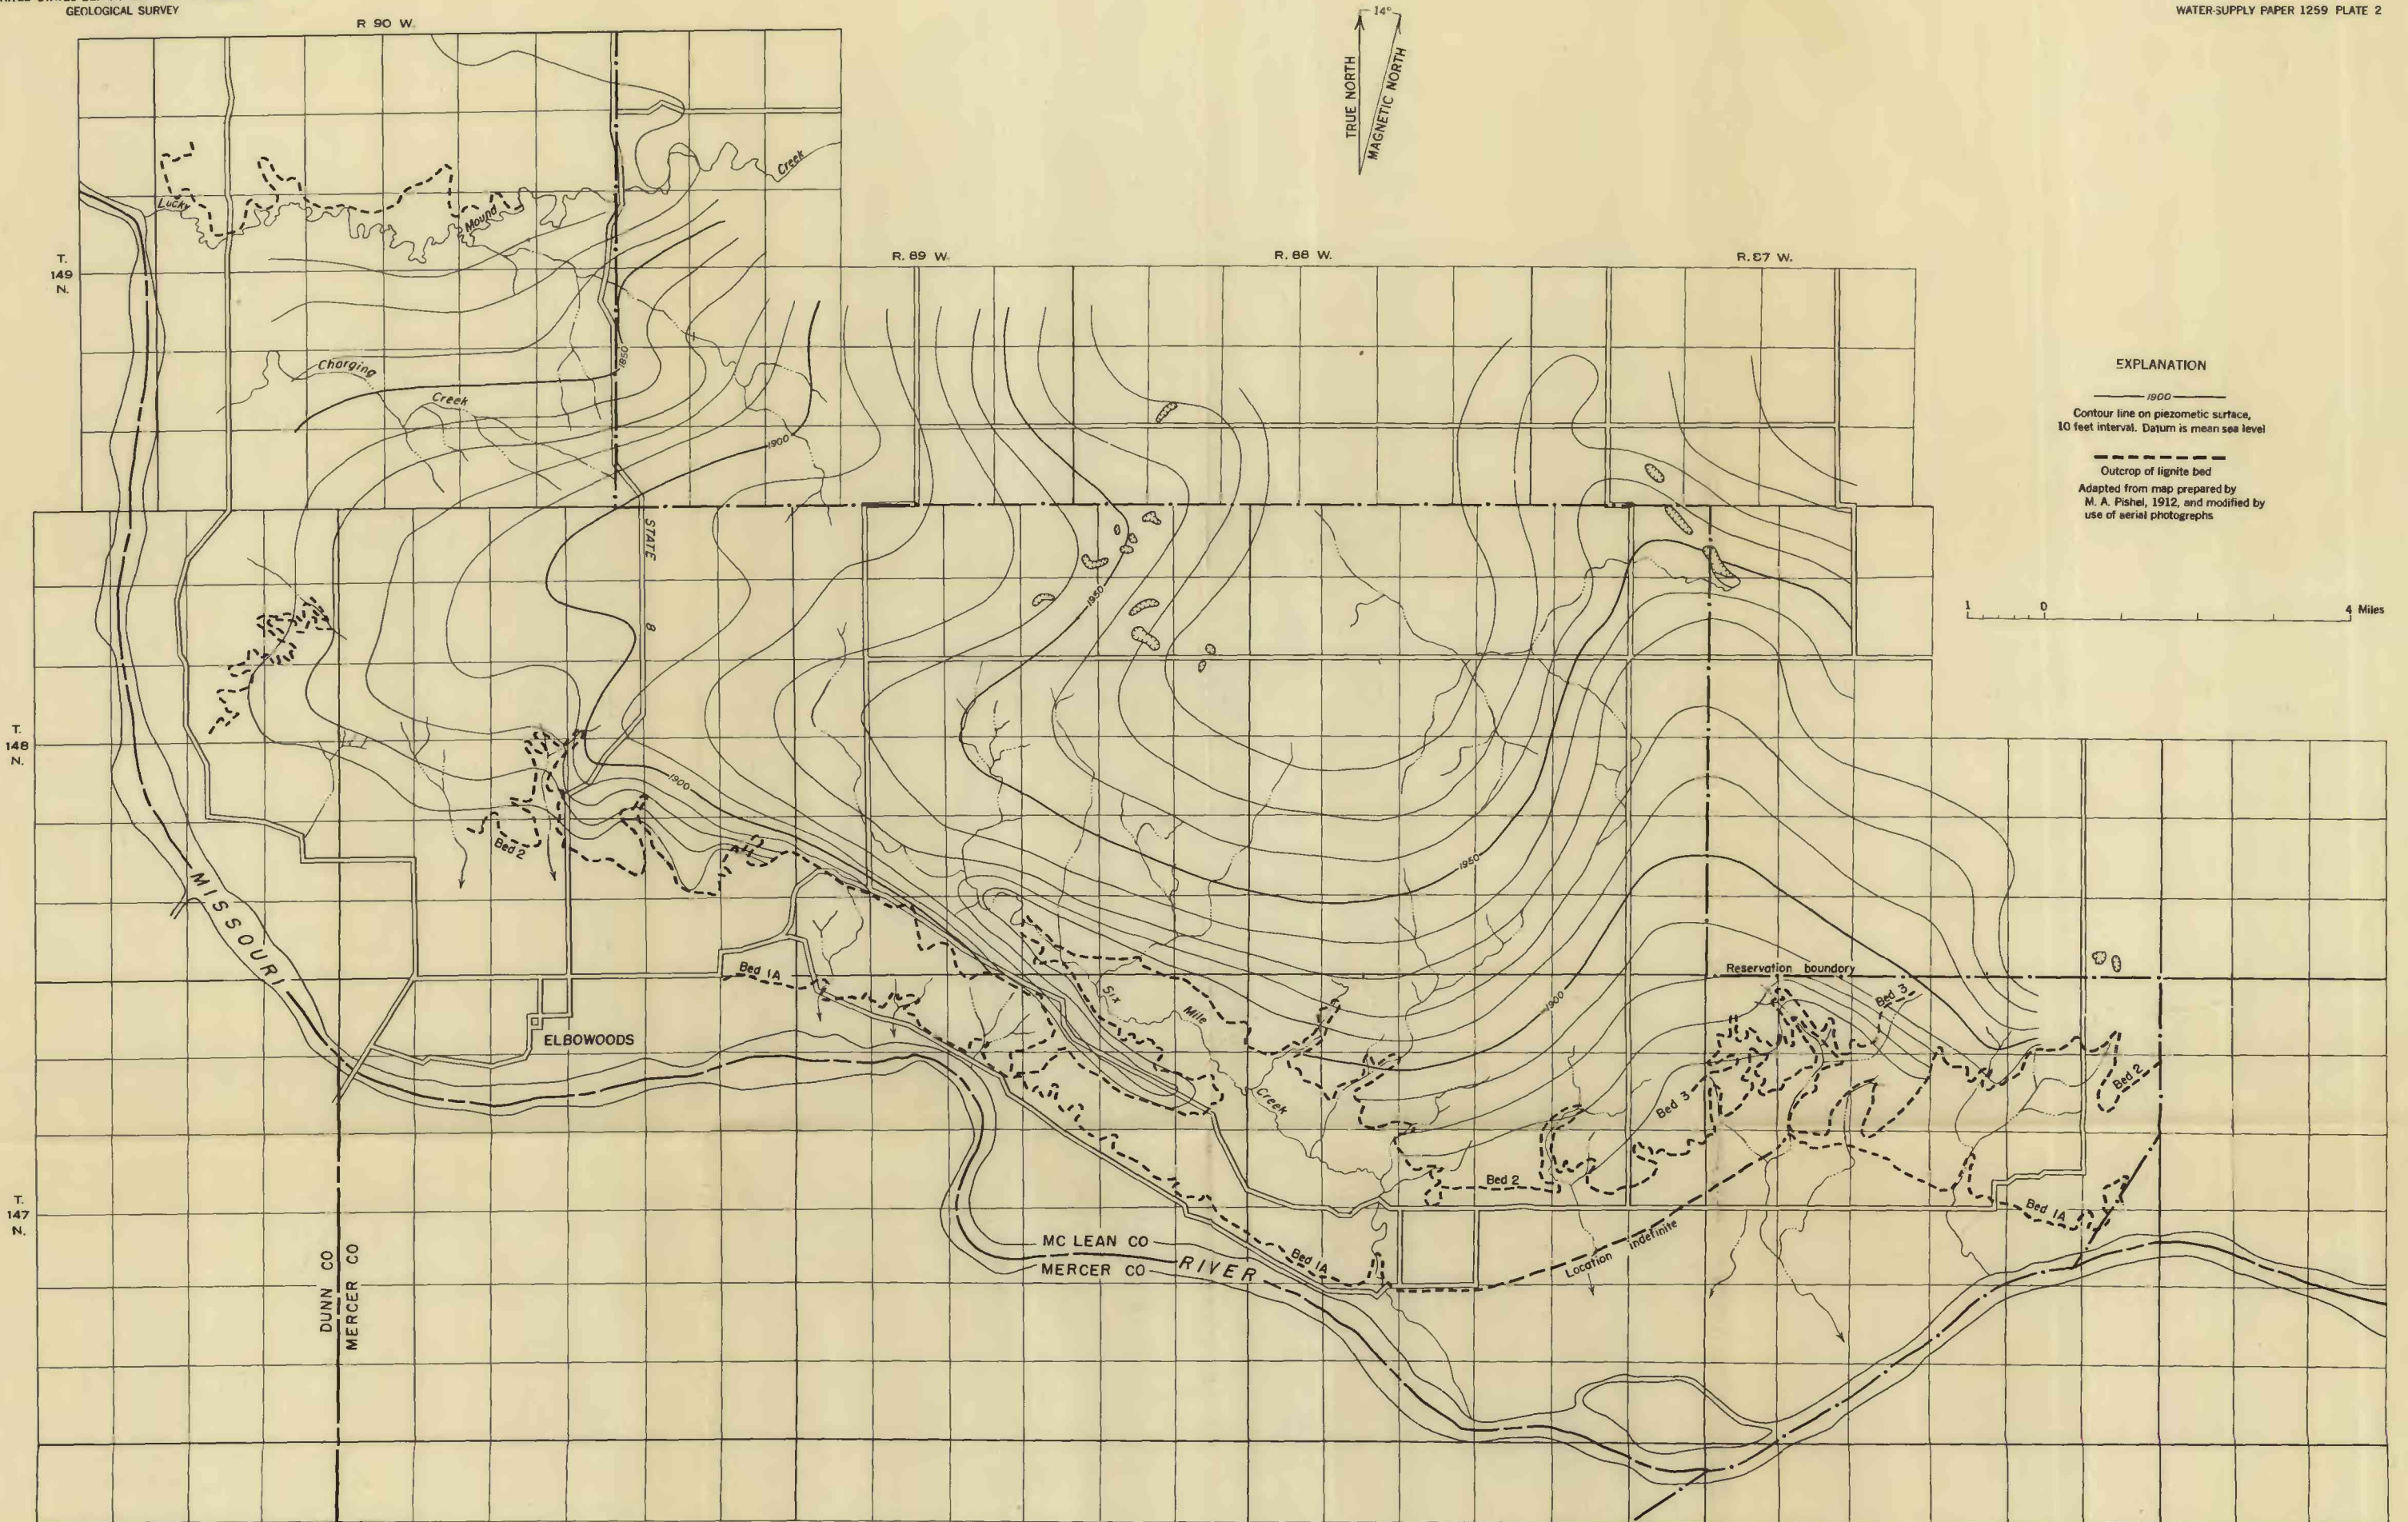 GEOLOGICAL SURVEY
WATER-SUPPLY PAPER 1259 PLATE 2
R 90 W.
14°
TRUE NORTH
MAGNETIC NORTH
Creek
Lucky
Mound
T.
149
N.
R. 89 W.
R. 88 W.
R. 87 W.
1850
Charging
Creek
1900
EXPLANATION
1900
Contour line on piezometic surface,
10 feet interval. Datum is mean sea level
Outcrop of lignite bed
Adapted from map prepared by
M. A. Pishel, 1912, and modified by
use of aerial photogrephs
1 0 4 Miles
STATE
8
1950
T.
148
N.
1900
Bed 2
1950
MISSOURI
Bed 1A
Reservation boundary
Six
Mile
Creek
1900
Bed 3
ELBOWOODS
Bed 3
Bed 2
Bed 2
T.
147
N.
Bed 1A
MC LEAN CO
MERCER CO
RIVER
Bed 1A
Location indefinite
DUNN CO
MERCER CO